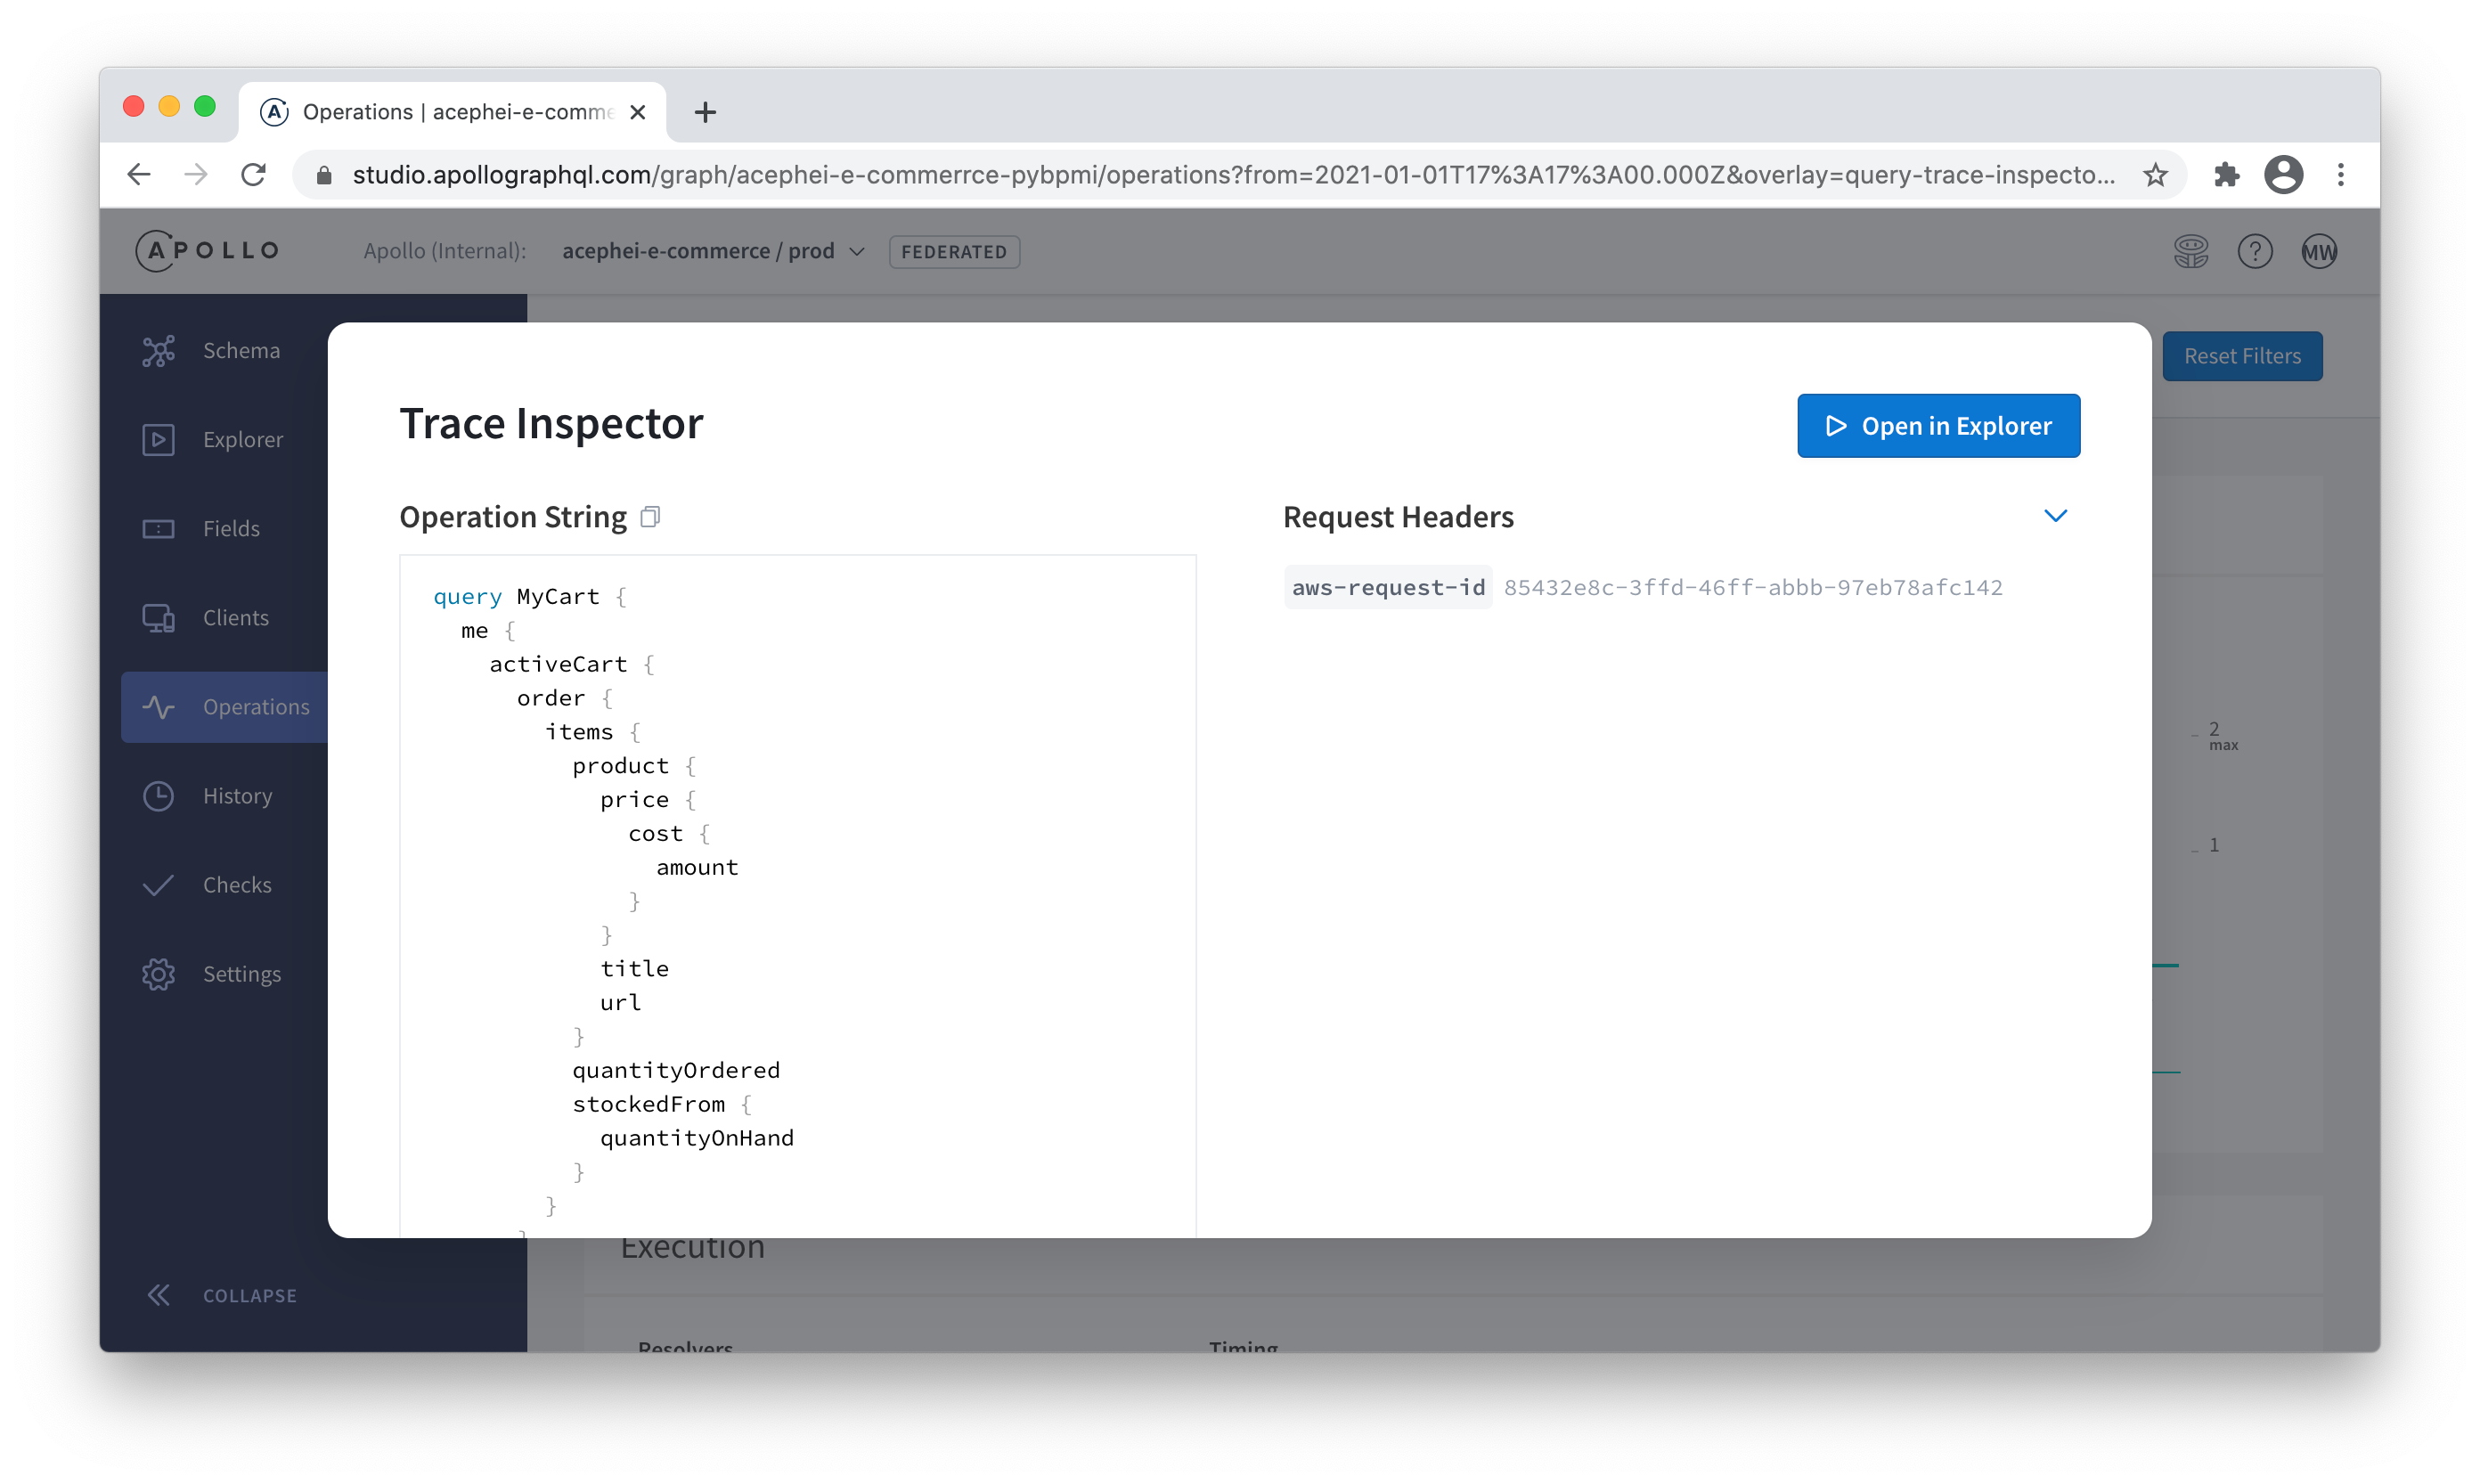 Operations | acephei-e-comme
studio.apollographql.com/graph/acephei-e-commerrce-pybpmi/operations?from=2021-01-01T17%3A17%3A00.000Z&overlay=query-trace-inspecto...
APOLLO
Apollo (Internal):
acephei-e-commerce / prod
FEDERATED
?
MW
Schema
Explorer
Fields
Clients
Operations
History
Checks
Settings
COLLAPSE
Reset Filters
Trace Inspector
Open in Explorer
Operation String
query MyCart {
me {
activeCart {
order {
items {
product {
price {
cost {
amount
}
}
title
url
}
quantityOrdered
stockedFrom {
quantityOnHand
}
}
}
Request Headers
aws-request-id 85432e8c-3ffd-46ff-abbb-97eb78afc142
2
max
1
Execution
Resolvers
Timing